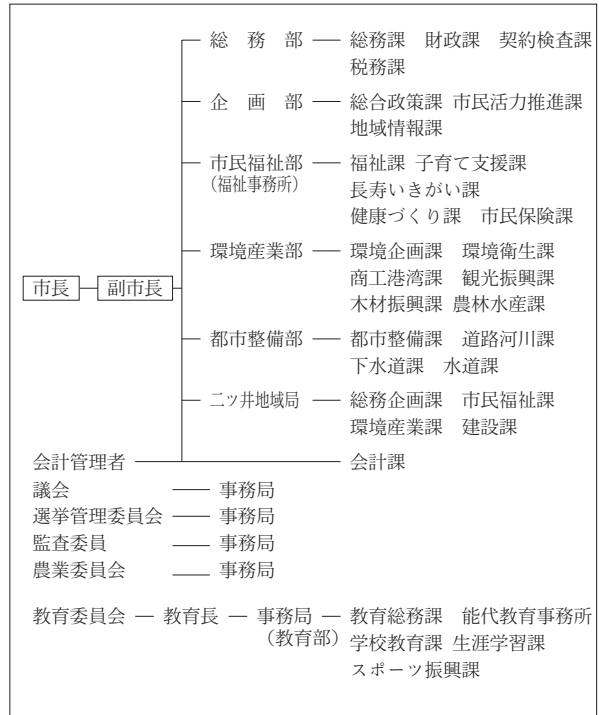 総務部 総務課 財政課 契約検査課
税務課
企画部 総合政策課 市民活力推進課
地域情報課
市民福祉部 福祉課 子育て支援課
(福祉事務所) 長寿いきがい課
健康づくり課 市民保険課
環境産業部 環境企画課 環境衛生課
市長 副市長 商工港湾課 観光振興課
木材振興課 農林水産課
都市整備部 都市整備課 道路河川課
下水道課 水道課
二ッ井地域局 総務企画課 市民福祉課
環境産業課 建設課
会計管理者 会計課
議会 事務局
選挙管理委員会 事務局
監査委員 事務局
農業委員会 事務局
教育委員会 教育長 事務局 教育総務課 能代教育事務所
(教育部) 学校教育課 生涯学習課
スポーツ振興課